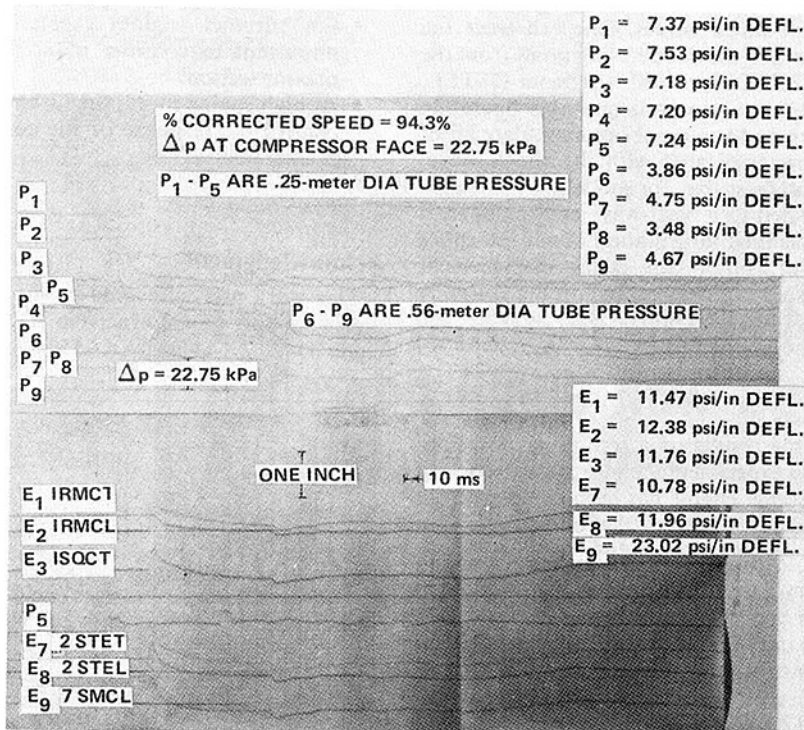 P1 = 7.37 psi/in DEFL.
P2 = 7.53 psi/in DEFL.
P3 = 7.18 psi/in DEFL.
P4 = 7.20 psi/in DEFL.
P5 = 7.24 psi/in DEFL.
P6 = 3.86 psi/in DEFL.
P7 = 4.75 psi/in DEFL.
P8 = 3.48 psi/in DEFL.
P9 = 4.67 psi/in DEFL.
% CORRECTED SPEED = 94.3%
Δ p AT COMPRESSOR FACE = 22.75 kPa
P1 - P5 ARE .25-meter DIA TUBE PRESSURE
P1
P2
P3
P4 P5
P6
P7 P8
P9
P6 - P9 ARE .56-meter DIA TUBE PRESSURE
Δ p = 22.75 kPa
E1 = 11.47 psi/in DEFL.
E2 = 12.38 psi/in DEFL.
E3 = 11.76 psi/in DEFL.
E7 = 10.78 psi/in DEFL.
E8 = 11.96 psi/in DEFL.
E9 = 23.02 psi/in DEFL.
ONE INCH
10 ms
E1 IRMCT
E2 IRMCL
E3 ISQCT
P5
E7 2 STET
E8 2 STEL
E9 7 SMCL